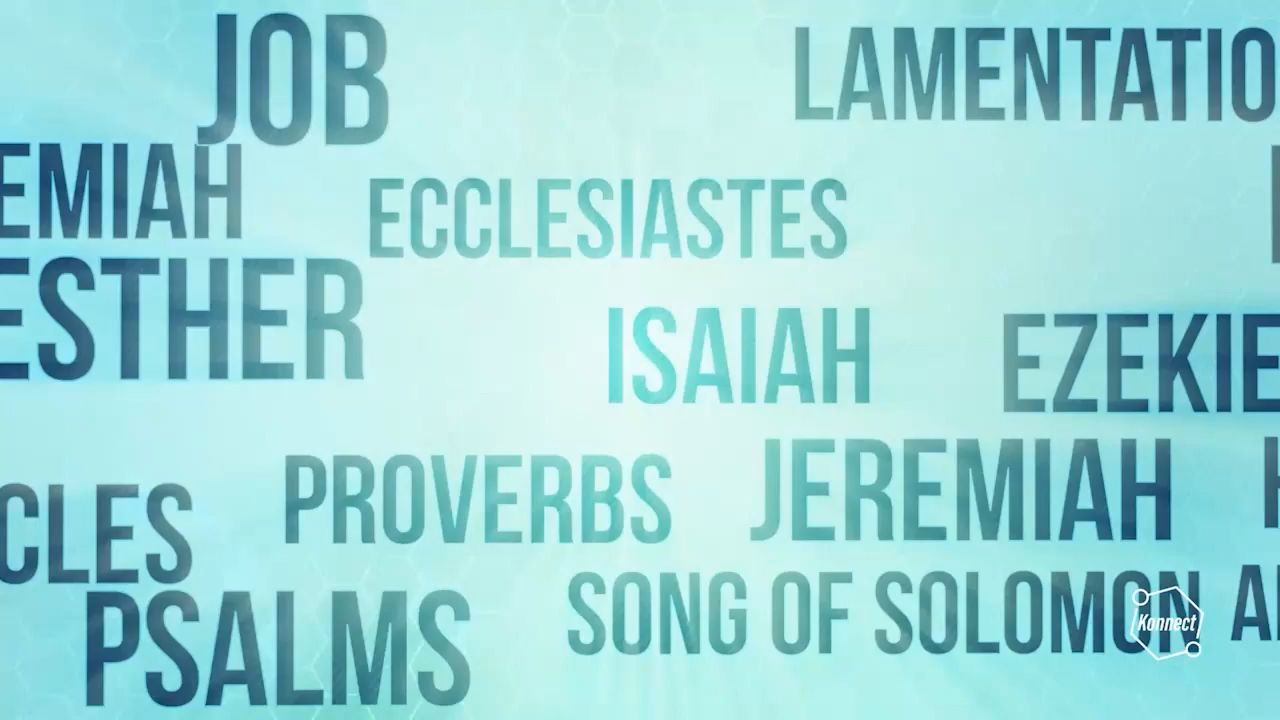 JOB
LAMENTATIO
EMIAH
ECCLESIASTES
ESTHER
ISAIAH
EZEKIE
PROVERBS
JEREMIAH
CLES
PSALMS
SONG OF SOLOMON
Konnect